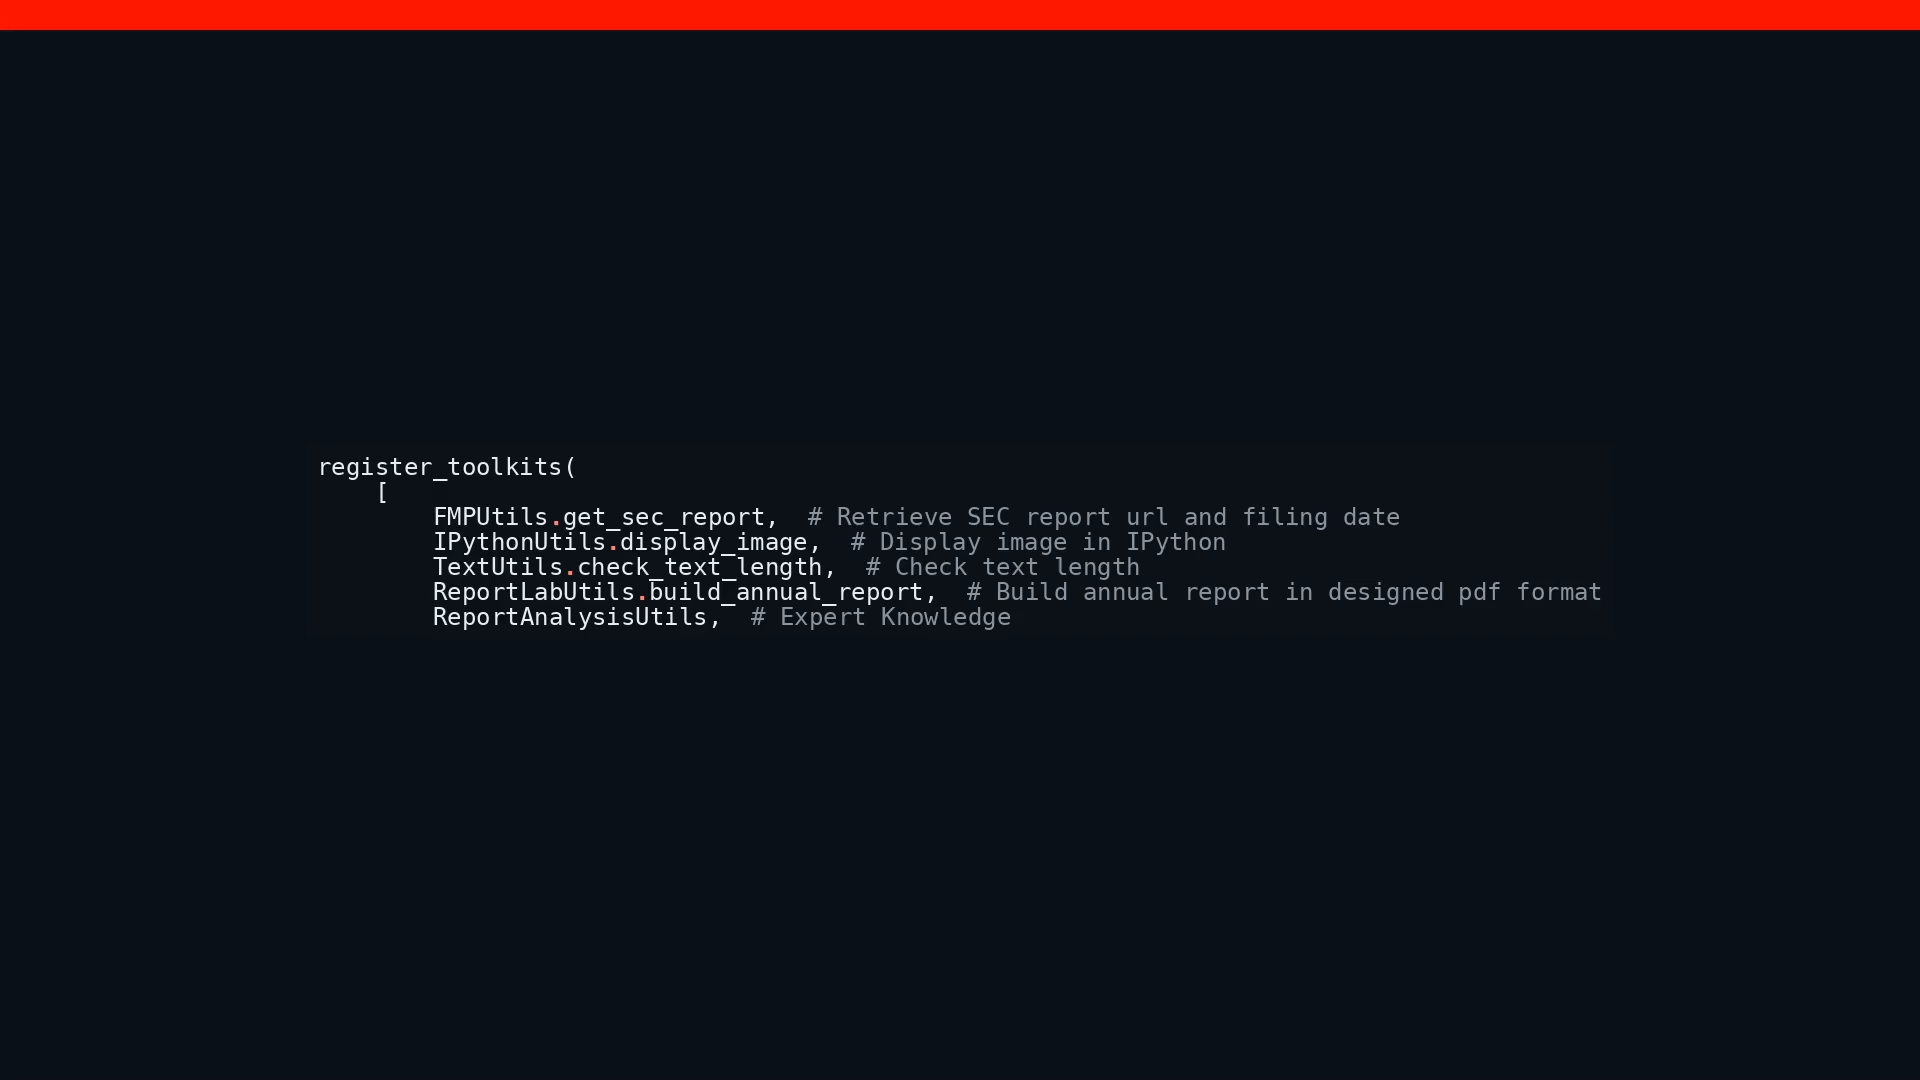 register_toolkits(
    [
        FMPUtils.get_sec_report,  # Retrieve SEC report url and filing date
        IPythonUtils.display_image,  # Display image in IPython
        TextUtils.check_text_length,  # Check text length
        ReportLabUtils.build_annual_report,  # Build annual report in designed pdf format
        ReportAnalysisUtils,  # Expert Knowledge